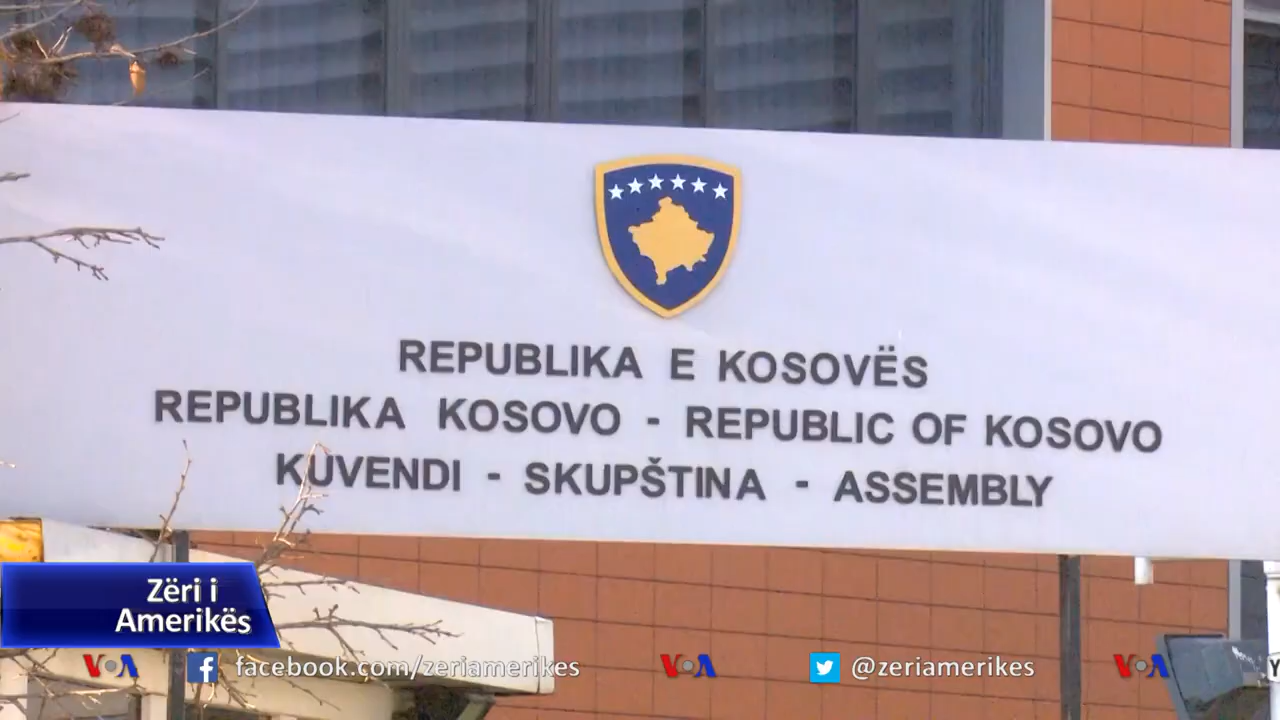 REPUBLIKA E KOSOVËS
REPUBLIKA KOSOVO - REPUBLIC OF KOSOVO
KUVENDI - SKUPŠTINA - ASSEMBLY
Zëri i
Amerikës
VOA facebook.com/zeriamerikes VOA @zeriamerikes VOA